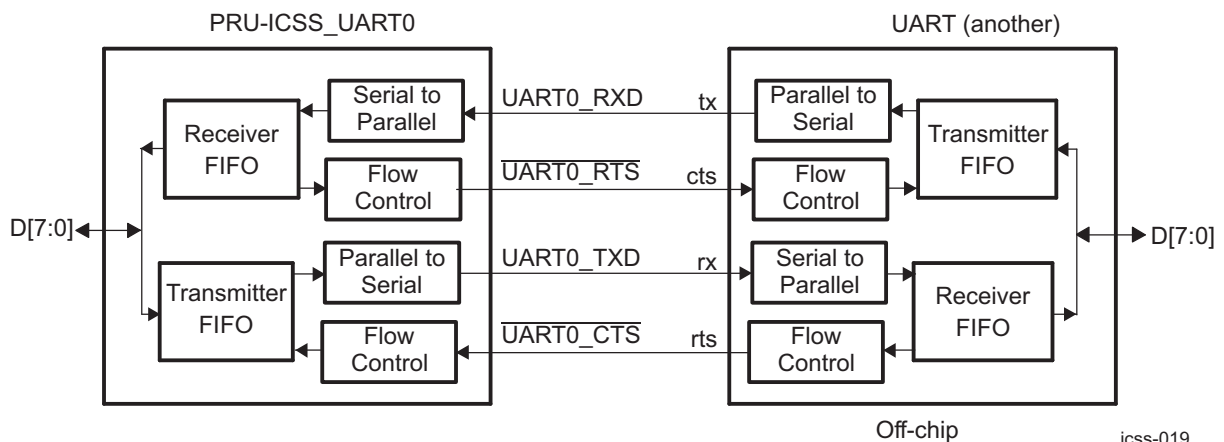 PRU-ICSS_UART0
UART (another)
Serial to
Parallel
UART0_RXD
tx
Parallel to
Serial
Receiver
FIFO
Transmitter
FIFO
Flow
Control
UART0_RTS
cts
Flow
Control
D[7:0]
D[7:0]
Parallel to
Serial
UART0_TXD
rx
Serial to
Parallel
Transmitter
FIFO
Receiver
FIFO
Flow
Control
UART0_CTS
rts
Flow
Control
Off-chip
icss-019